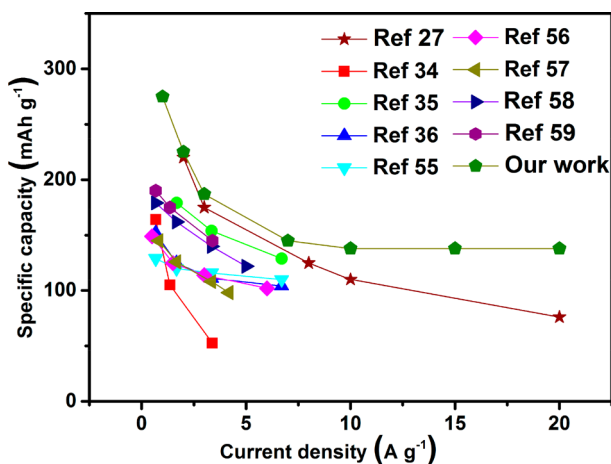 Ref 27
Ref 34
Ref 35
Ref 36
Ref 55
Ref 56
Ref 57
Ref 58
Ref 59
Our work
300
200
100
0
Specific capacity (mAh g⁻¹)
0
5
10
15
20
Current density (A g⁻¹)